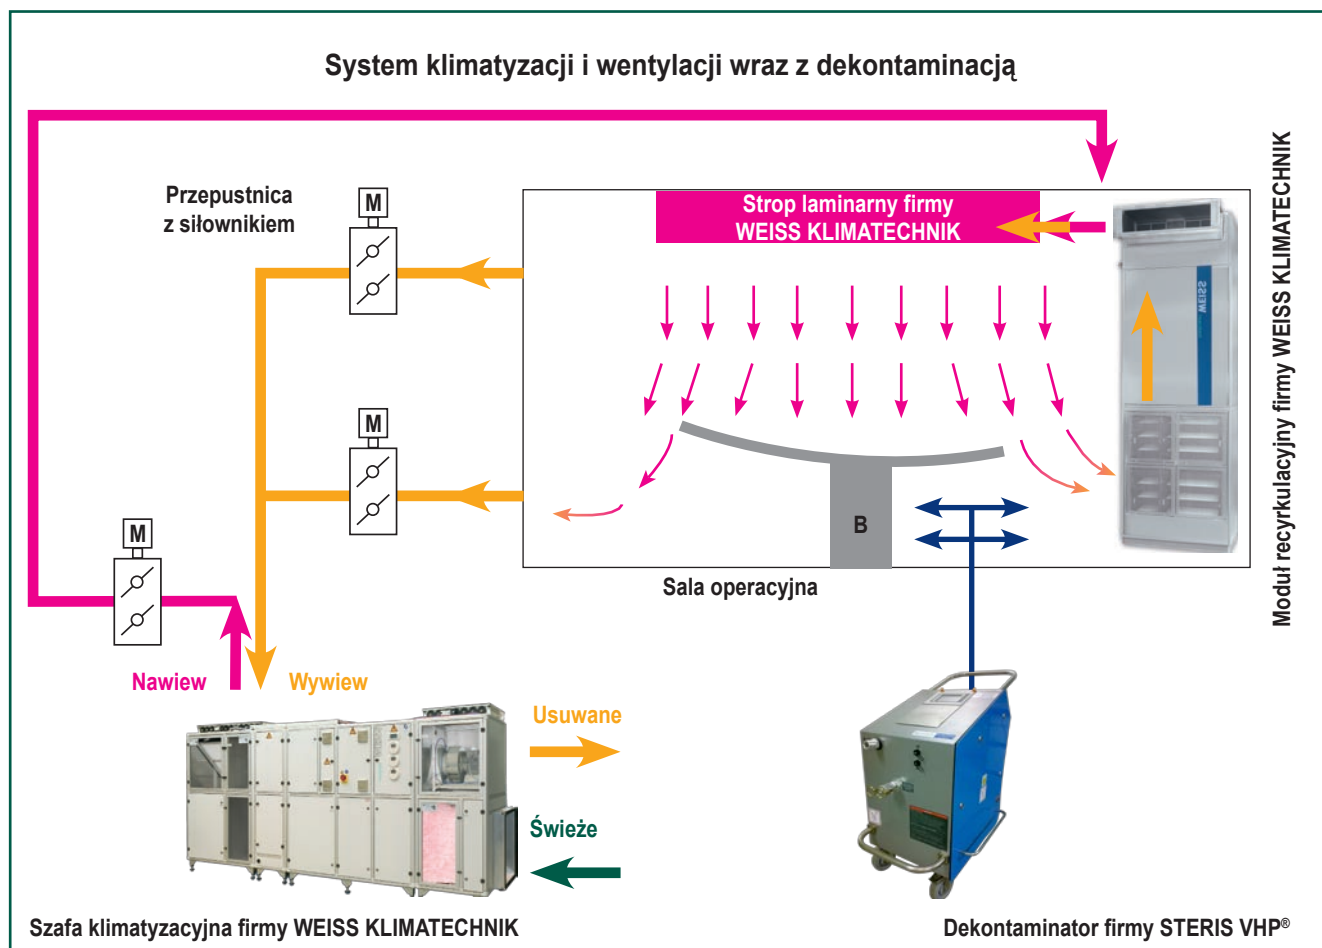 System klimatyzacji i wentylacji wraz z dekontaminacją
Przepustnica
z siłownikiem
M
M
M
Strop laminarny firmy
WEISS KLIMATECHNIK
WEISS
Moduł recyrkulacyjny firmy WEISS KLIMATECHNIK
B
Sala operacyjna
Nawiew
Wywiew
Usuwane
Świeże
Szafa klimatyzacyjna firmy WEISS KLIMATECHNIK
Dekontaminator firmy STERIS VHP®